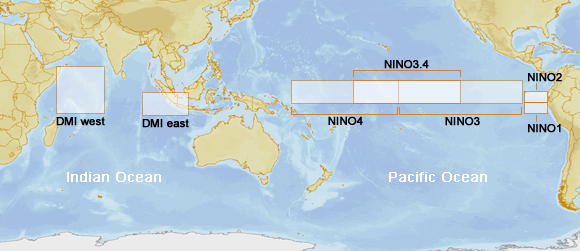 NINO3.4
NINO2
DMI west
DMI east
NINO4
NINO3
NINO1
Indian Ocean
Pacific Ocean